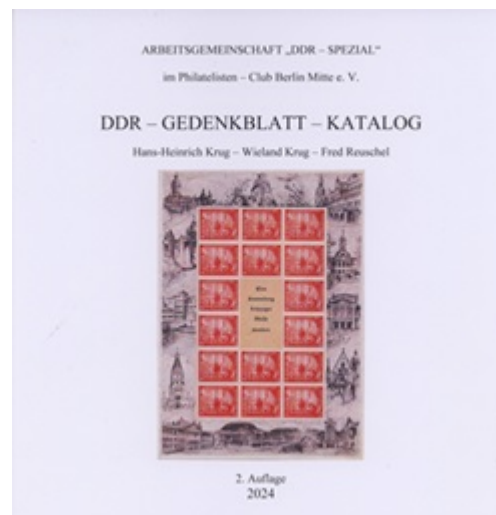 ARBEITSGEMEINSCHAFT „DDR – SPEZIAL"
im Philatelisten – Club Berlin Mitte e. V.
DDR – GEDENKBLATT – KATALOG
Hans-Heinrich Krug – Wieland Krug – Fred Reuschel
2. Auflage
2024